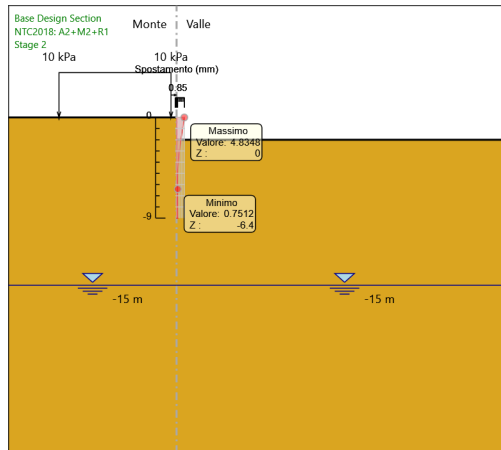 Base Design Section
NTC2018: A2+M2+R1
Stage 2
Monte
Valle
10 kPa
10 kPa
Spostamento (mm)
0.85
0
Massimo
Valore: 4.8348
Z : 0
Minimo
Valore: 0.7512
Z : -6.4
-9
-15 m
-15 m